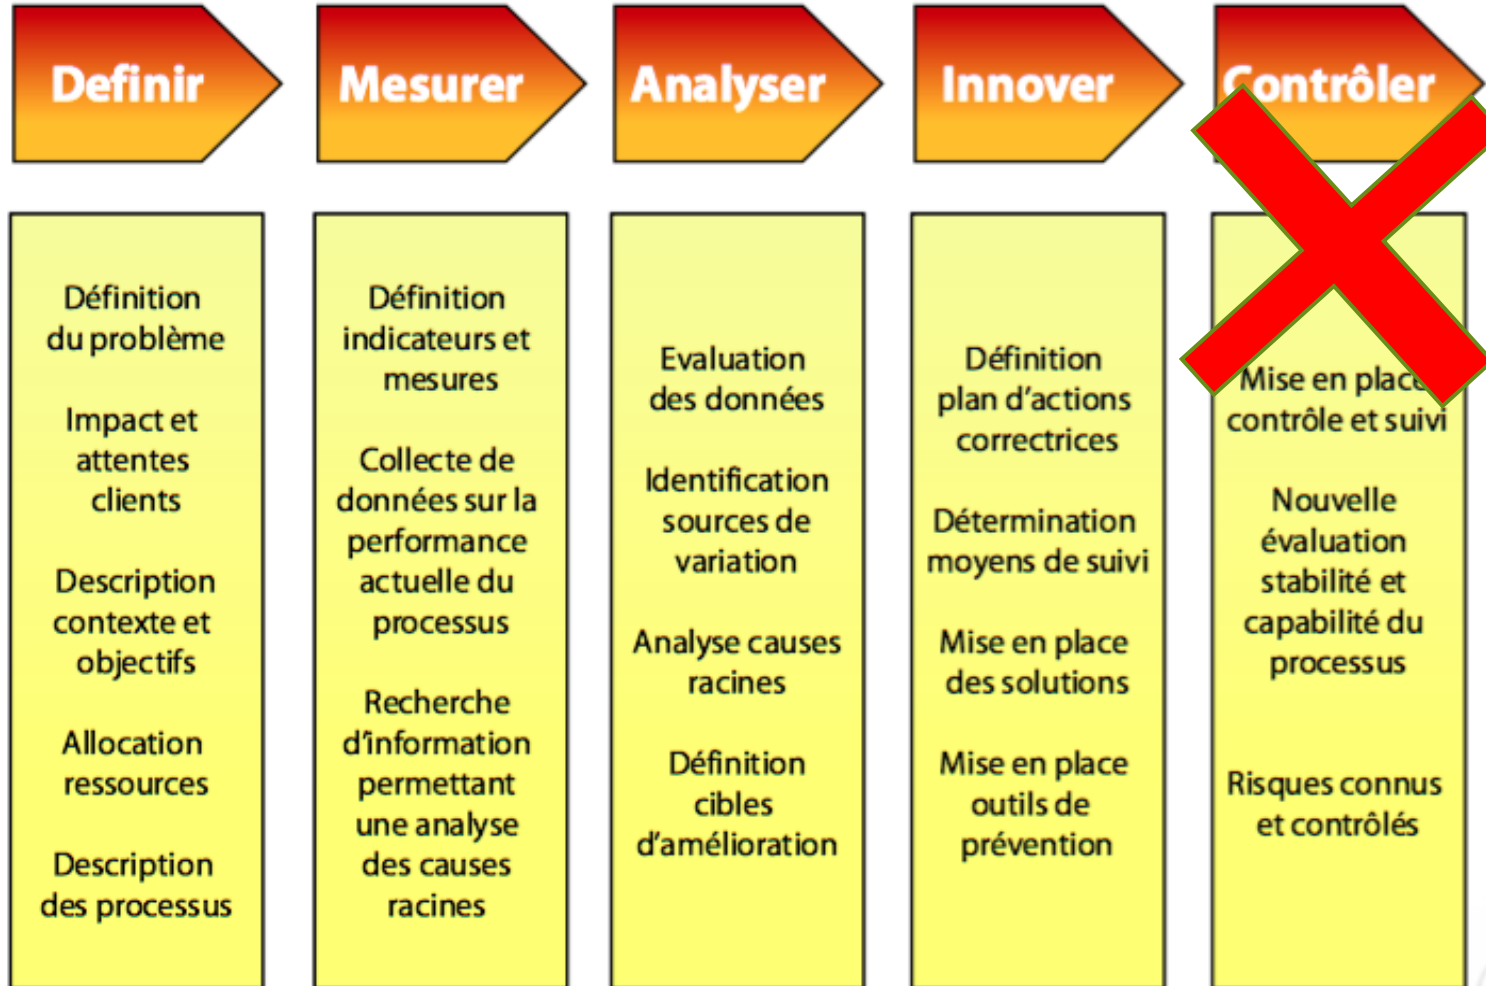 Definir
Mesurer
Analyser
Innover
Contrôler
Définition
du problème
Impact et
attentes
clients
Description
contexte et
objectifs
Allocation
ressources
Description
des processus
Définition
indicateurs et
mesures
Collecte de
données sur la
performance
actuelle du
processus
Recherche
d'information
permettant
une analyse
des causes
racines
Evaluation
des données
Identification
sources de
variation
Analyse causes
racines
Définition
cibles
d'amélioration
Définition
plan d'actions
correctrices
Détermination
moyens de suivi
Mise en place
des solutions
Mise en place
outils de
prévention
Mise en place
contrôle et suivi
Nouvelle
évaluation
stabilité et
capabilité du
processus
Risques connus
et contrôlés